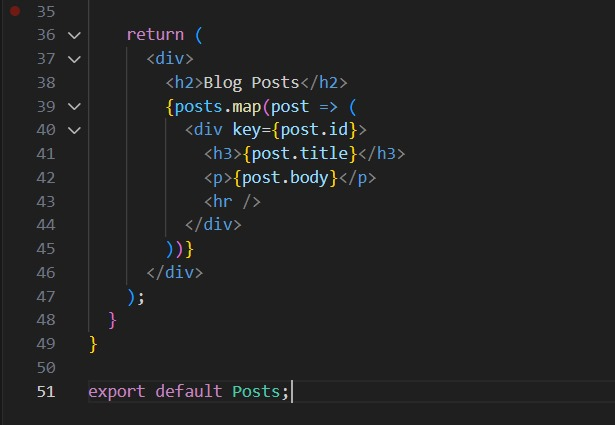 35
36 return (
37 <div>
38 <h2>Blog Posts</h2>
39 {posts.map(post => (
40 <div key={post.id}>
41 <h3>{post.title}</h3>
42 <p>{post.body}</p>
43 <hr />
44 </div>
45 ))}
46 </div>
47 );
48 }
49 }
50
51 export default Posts;